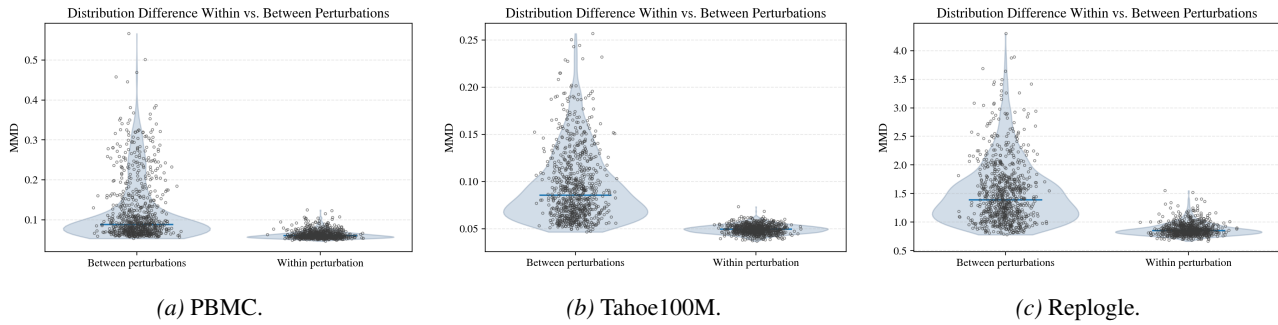 Distribution Difference Within vs. Between Perturbations
MMD
0.5
0.4
0.3
0.2
0.1
Between perturbations
Within perturbation
(a) PBMC.
Distribution Difference Within vs. Between Perturbations
MMD
0.25
0.20
0.15
0.10
0.05
Between perturbations
Within perturbation
(b) Tahoe100M.
Distribution Difference Within vs. Between Perturbations
MMD
4.0
3.5
3.0
2.5
2.0
1.5
1.0
0.5
Between perturbations
Within perturbation
(c) Replogle.